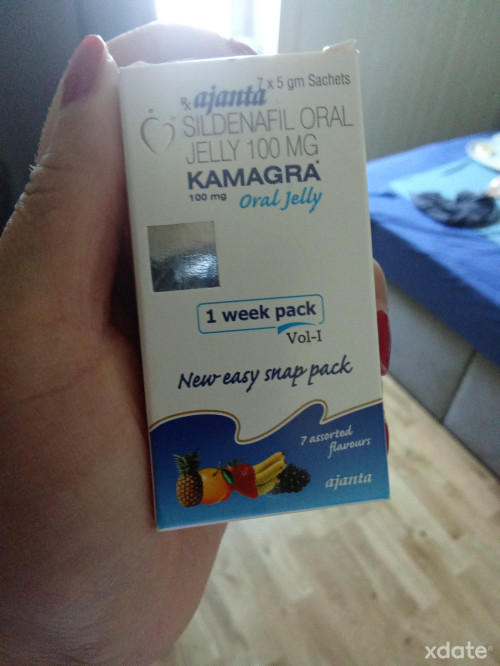 7 x 5 gm Sachets
Rx ajanta
SILDENAFIL ORAL
JELLY 100 MG
KAMAGRA
100 mg Oral Jelly
1 week pack
Vol-I
New easy snap pack
7 assorted
flavours
ajanta
xdate